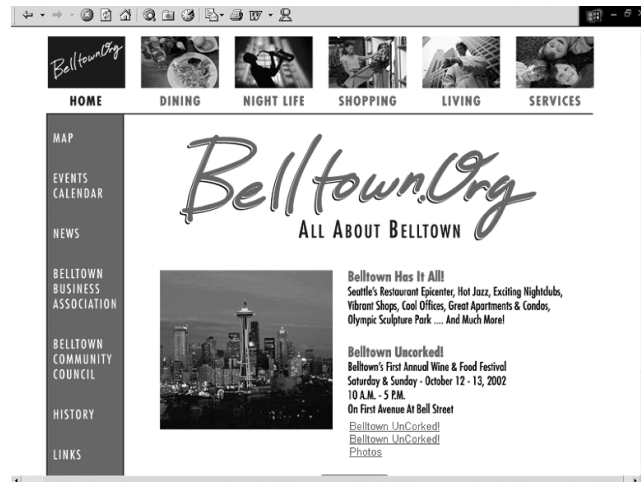 Belltown.Org
HOME
DINING
NIGHT LIFE
SHOPPING
LIVING
SERVICES
MAP
EVENTS
CALENDAR
NEWS
BELLTOWN
BUSINESS
ASSOCIATION
BELLTOWN
COMMUNITY
COUNCIL
HISTORY
LINKS
Belltown.Org
ALL ABOUT BELLTOWN
Belltown Has It All!
Seattle's Restaurant Epicenter, Hot Jazz, Exciting Nightclubs,
Vibrant Shops, Cool Offices, Great Apartments & Condos,
Olympic Sculpture Park .... And Much More!
Belltown Uncorked!
Belltown's First Annual Wine & Food Festival
Saturday & Sunday - October 12 - 13, 2002
10 A.M. - 5 P.M.
On First Avenue At Bell Street
Belltown UnCorked!
Belltown UnCorked!
Photos